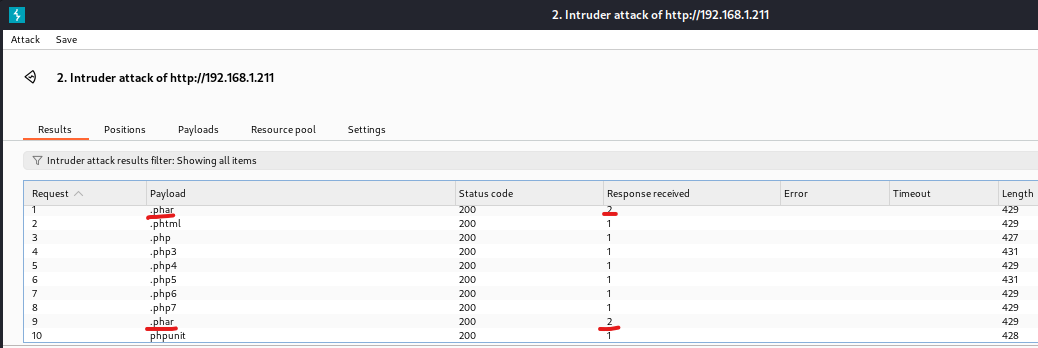 2. Intruder attack of http://192.168.1.211
Attack Save
2. Intruder attack of http://192.168.1.211
Results Positions Payloads Resource pool Settings
Intruder attack results filter: Showing all items
Request Payload Status code Response received Error Timeout Length
1 .phar 200 2 429
2 .phtml 200 1 429
3 .php 200 1 427
4 .php3 200 1 431
5 .php4 200 1 429
6 .php5 200 1 431
7 .php6 200 1 429
8 .php7 200 1 429
9 .phar 200 2 429
10 phpunit 200 1 428